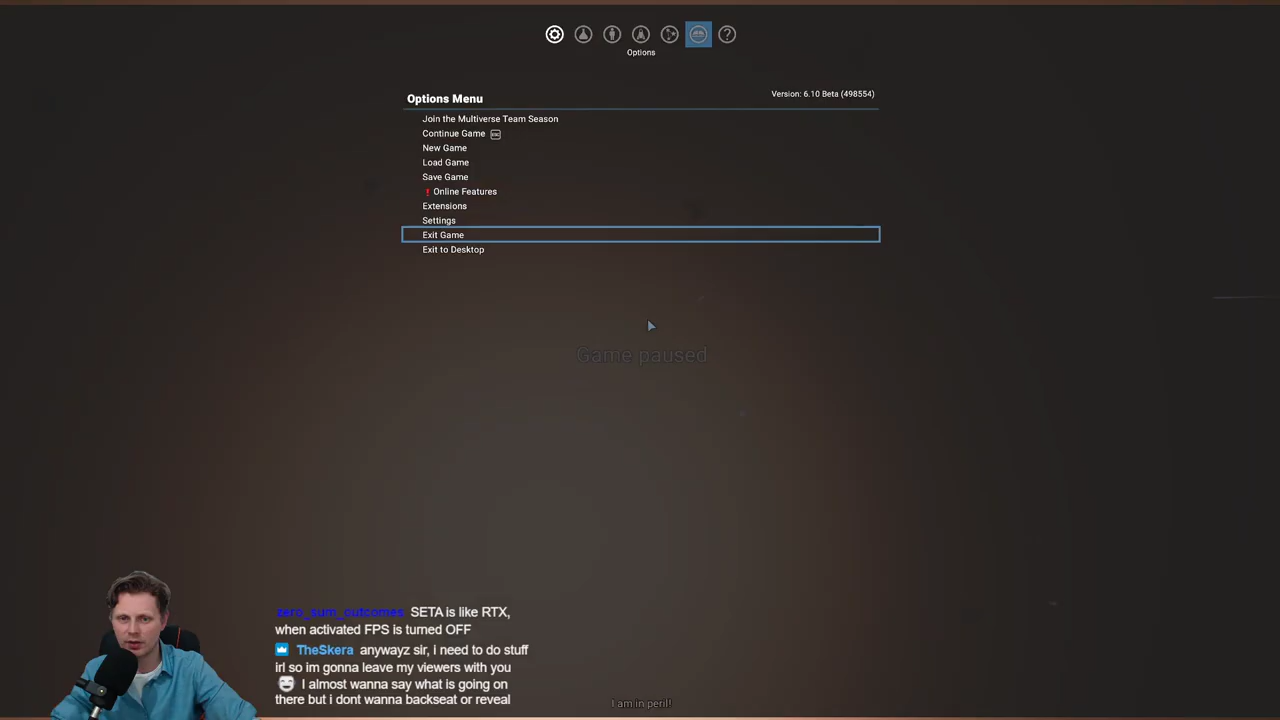 Options
Options Menu
Version: 6.10 Beta (498554)
Join the Multiverse Team Season
Continue Game
New Game
Load Game
Save Game
! Online Features
Extensions
Settings
Exit Game
Exit to Desktop
Game paused
zero_sum_outcomes SETA is like RTX,
when activated FPS is turned OFF
TheSkera anywayz sir, i need to do stuff
irl so im gonna leave my viewers with you
I almost wanna say what is going on
there but i dont wanna backseat or reveal
I am in peril!